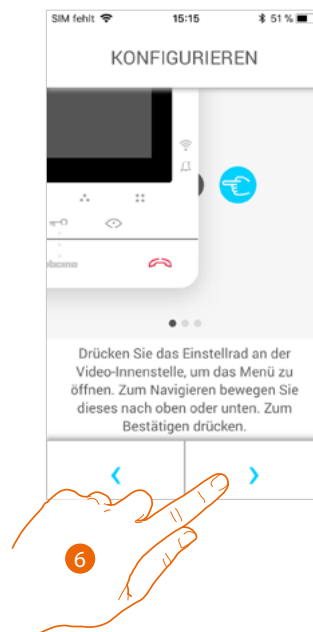 SIM fehlt 15:15 51 %
KONFIGURIEREN
Drücken Sie das Einstellrad an der
Video-Innenstelle, um das Menü zu
öffnen. Zum Navigieren bewegen Sie
dieses nach oben oder unten. Zum
Bestätigen drücken.
6